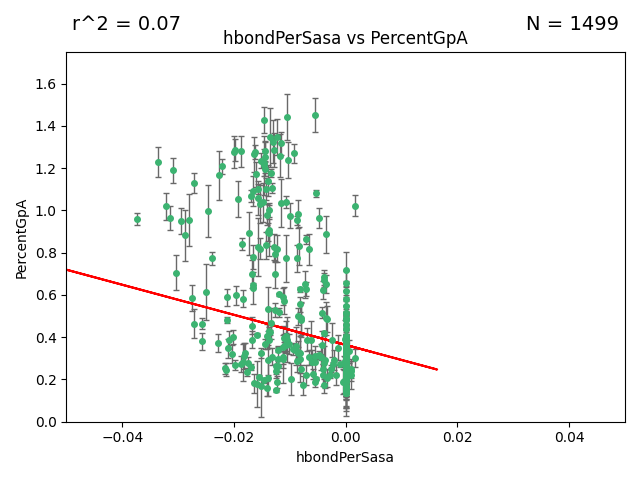 r^2 = 0.07
N = 1499
hbondPerSasa vs PercentGpA
1.6
1.4
1.2
1.0
0.8
0.6
0.4
0.2
0.0
PercentGpA
−0.04 −0.02 0.00 0.02 0.04
hbondPerSasa